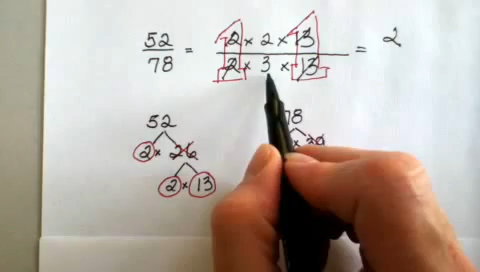 52/78 = 2 × 2 × 13 / 2 × 3 × 13 = 2
52
78
2 × 26
2 × 13